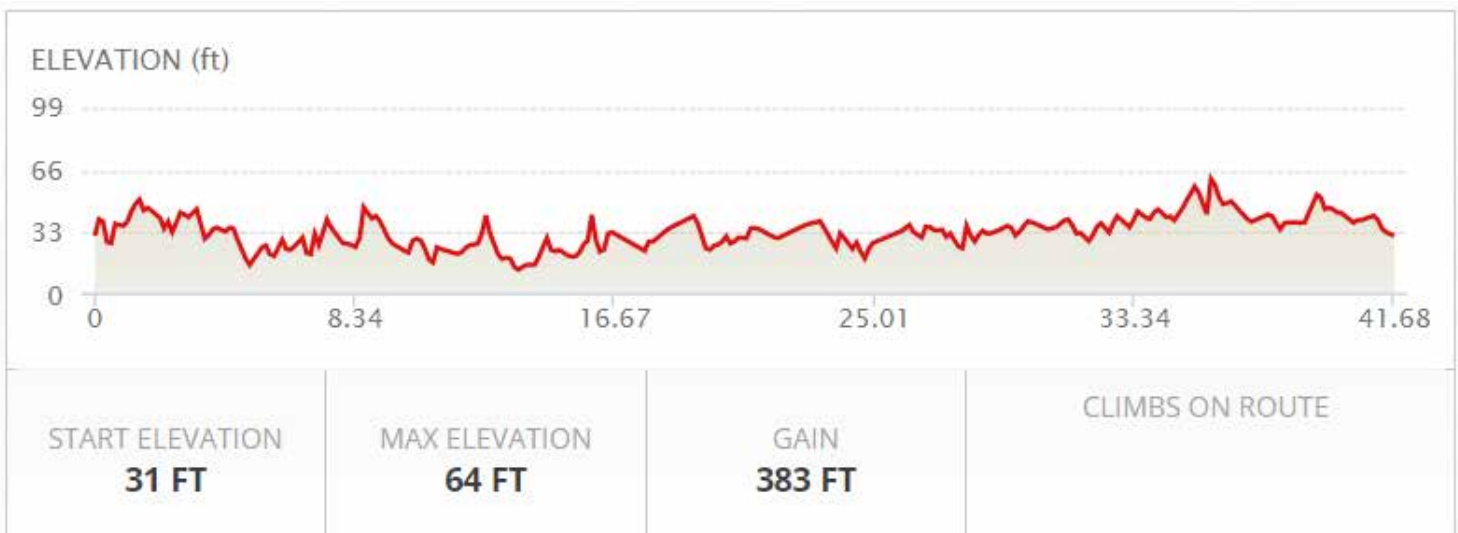 ELEVATION (ft)
99
66
33
0
0 8.34 16.67 25.01 33.34 41.68
START ELEVATION
31 FT
MAX ELEVATION
64 FT
GAIN
383 FT
CLIMBS ON ROUTE